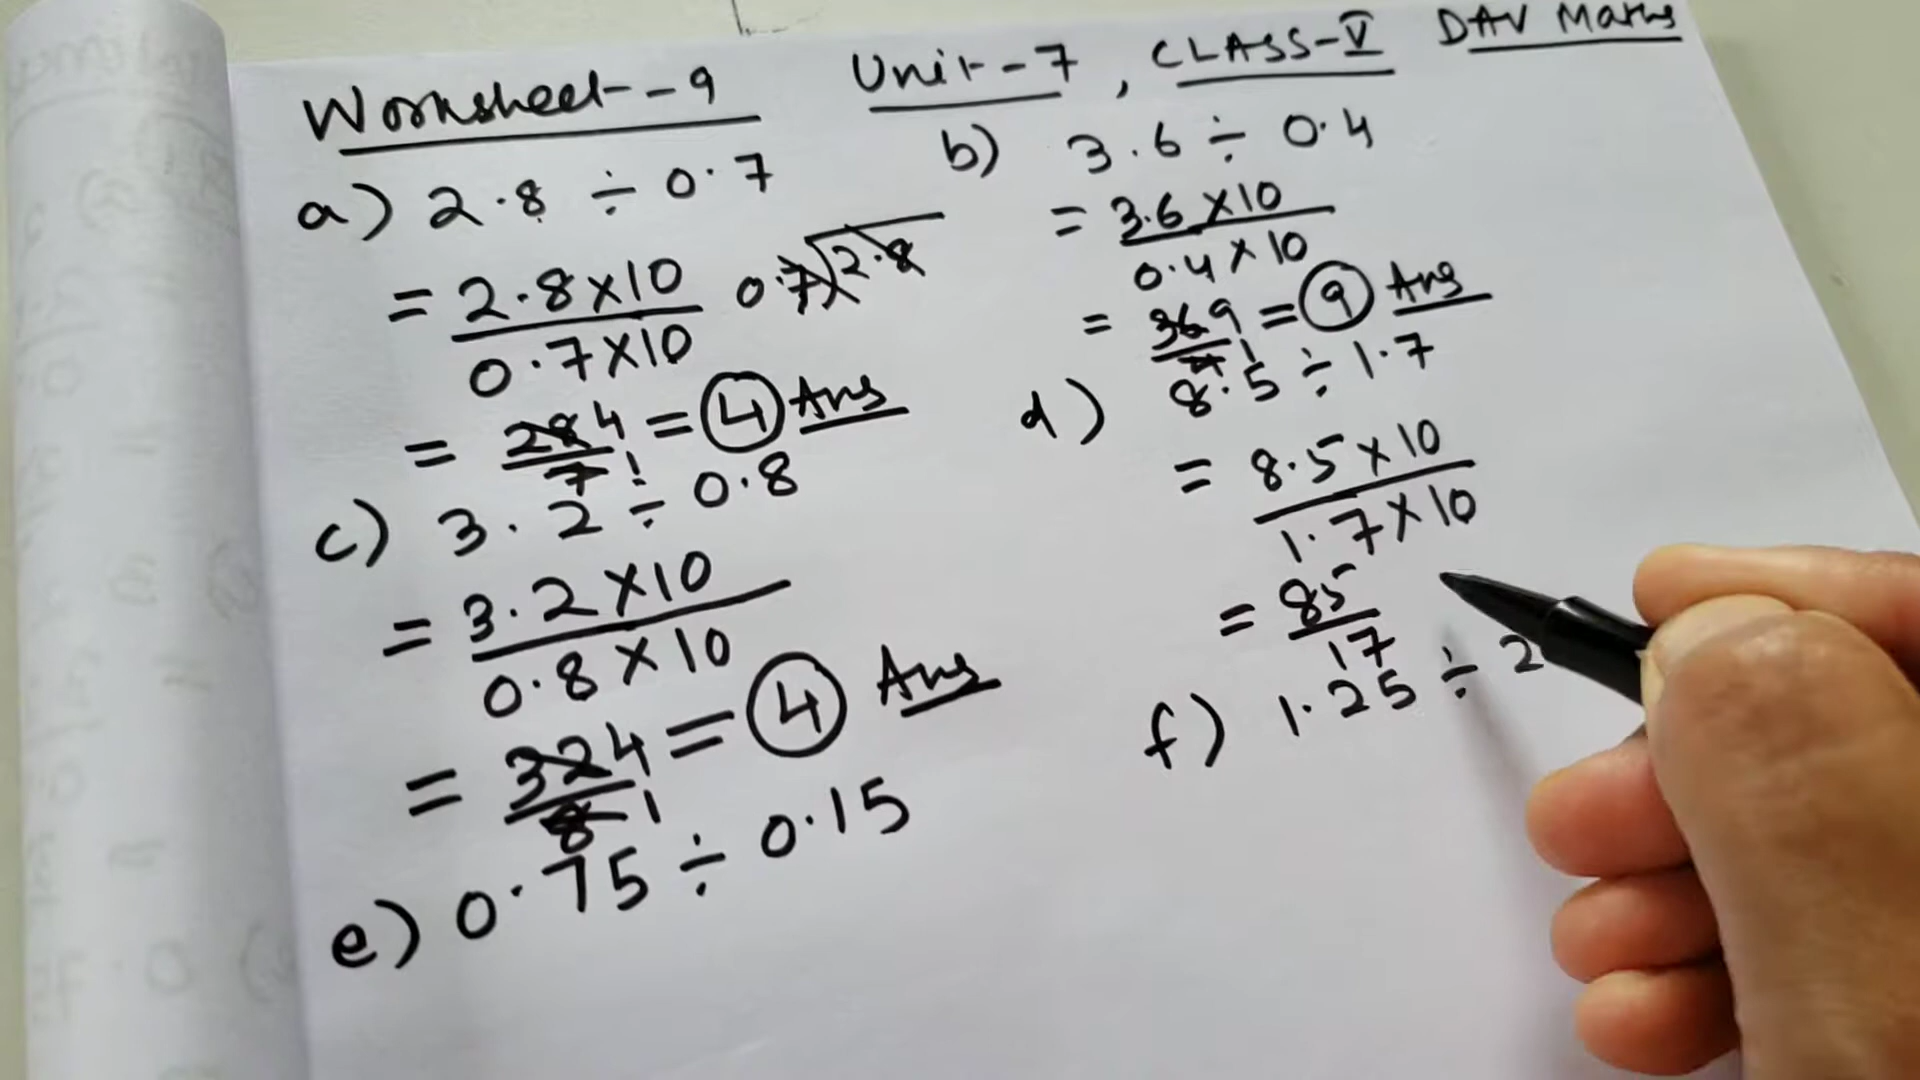 Worksheet-9 Unit-7, CLASS-V DAV Maths
a) 2.8 ÷ 0.7
= 2.8×10 0.7)2.8
0.7×10
= 28 4 = 4 Ans
7 1
b) 3.6 ÷ 0.4
= 3.6×10
0.4×10
= 36 9 = 9 Ans
4 1
c) 3.2 ÷ 0.8
= 3.2×10
0.8×10
= 32 4 = 4 Ans
8 1
d) 8.5 ÷ 1.7
= 8.5×10
1.7×10
= 85
17
e) 0.75 ÷ 0.15
f) 1.25 ÷ 2